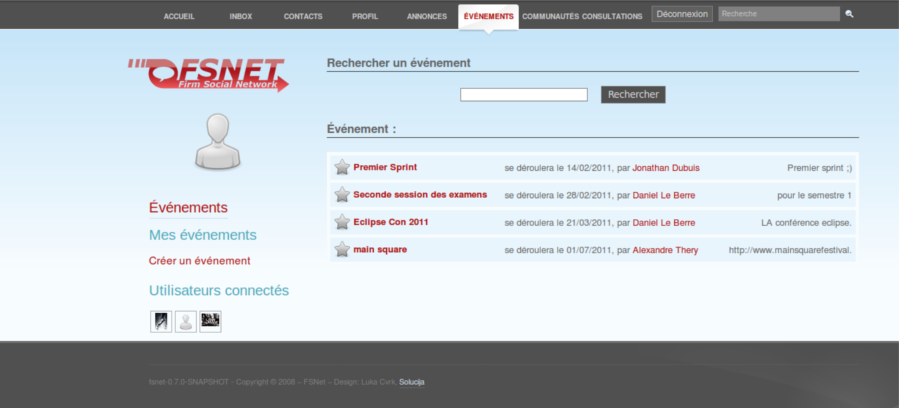 ACCUEIL INBOX CONTACTS PROFIL ANNONCES ÉVÉNEMENTS COMMUNAUTÉS CONSULTATIONS Déconnexion Recherche
FSNET
Firm Social Network
Rechercher un événement
Rechercher
Événement :
Premier Sprint se déroulera le 14/02/2011, par Jonathan Dubuis Premier sprint ;)
Seconde session des examens se déroulera le 28/02/2011, par Daniel Le Berre pour le semestre 1
Eclipse Con 2011 se déroulera le 21/03/2011, par Daniel Le Berre LA conférence eclipse.
main square se déroulera le 01/07/2011, par Alexandre Thery http://www.mainsquarefestival.
Événements
Mes événements
Créer un événement
Utilisateurs connectés
fsnet-0.7.0-SNAPSHOT - Copyright © 2008 - FSNet - Design: Luka Cvrk, Solucija